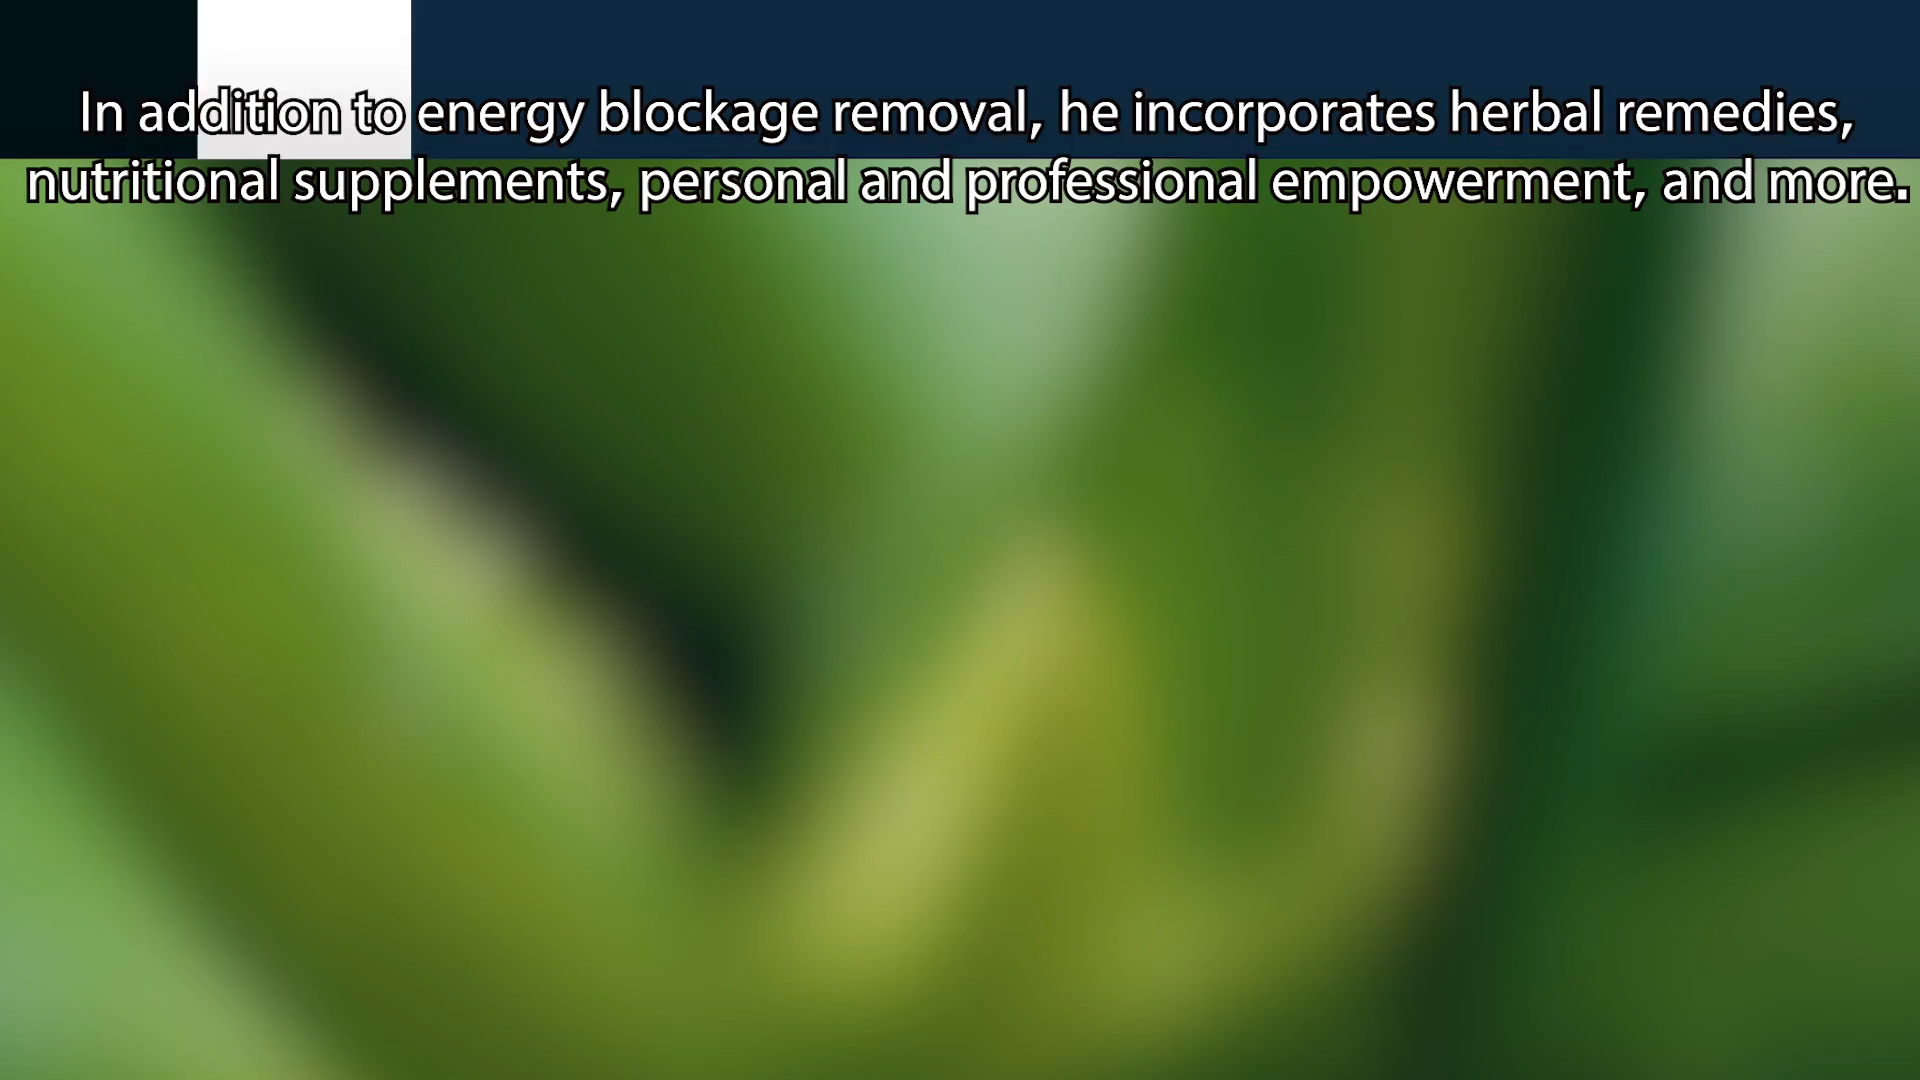 In addition to energy blockage removal, he incorporates herbal remedies,
nutritional supplements, personal and professional empowerment, and more.